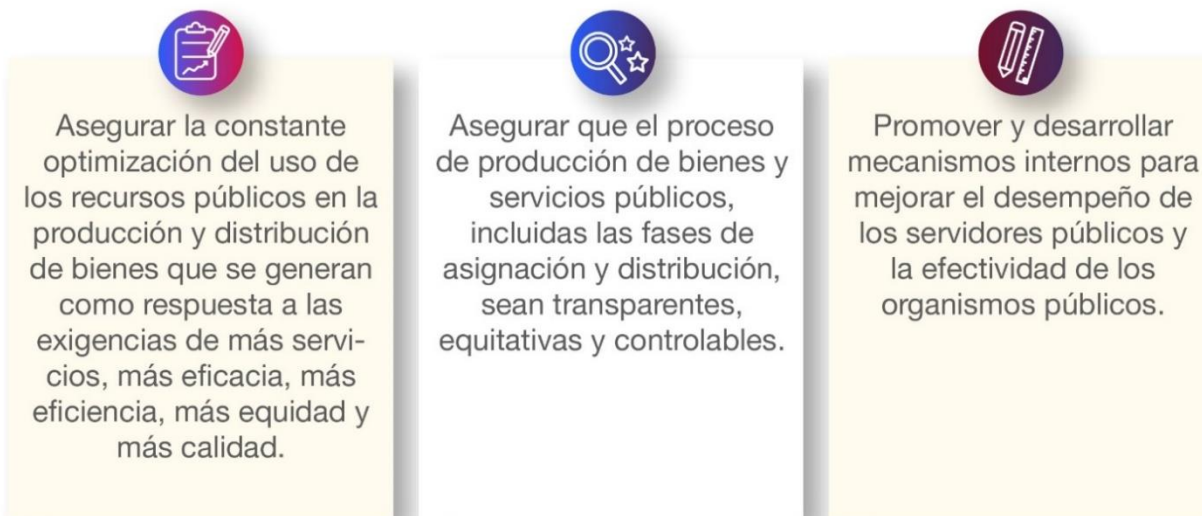 Asegurar la constante
optimización del uso de
los recursos públicos en la
producción y distribución
de bienes que se generan
como respuesta a las
exigencias de más servi-
cios, más eficacia, más
eficiencia, más equidad y
más calidad.
Asegurar que el proceso
de producción de bienes y
servicios públicos,
incluidas las fases de
asignación y distribución,
sean transparentes,
equitativas y controlables.
Promover y desarrollar
mecanismos internos para
mejorar el desempeño de
los servidores públicos y
la efectividad de los
organismos públicos.